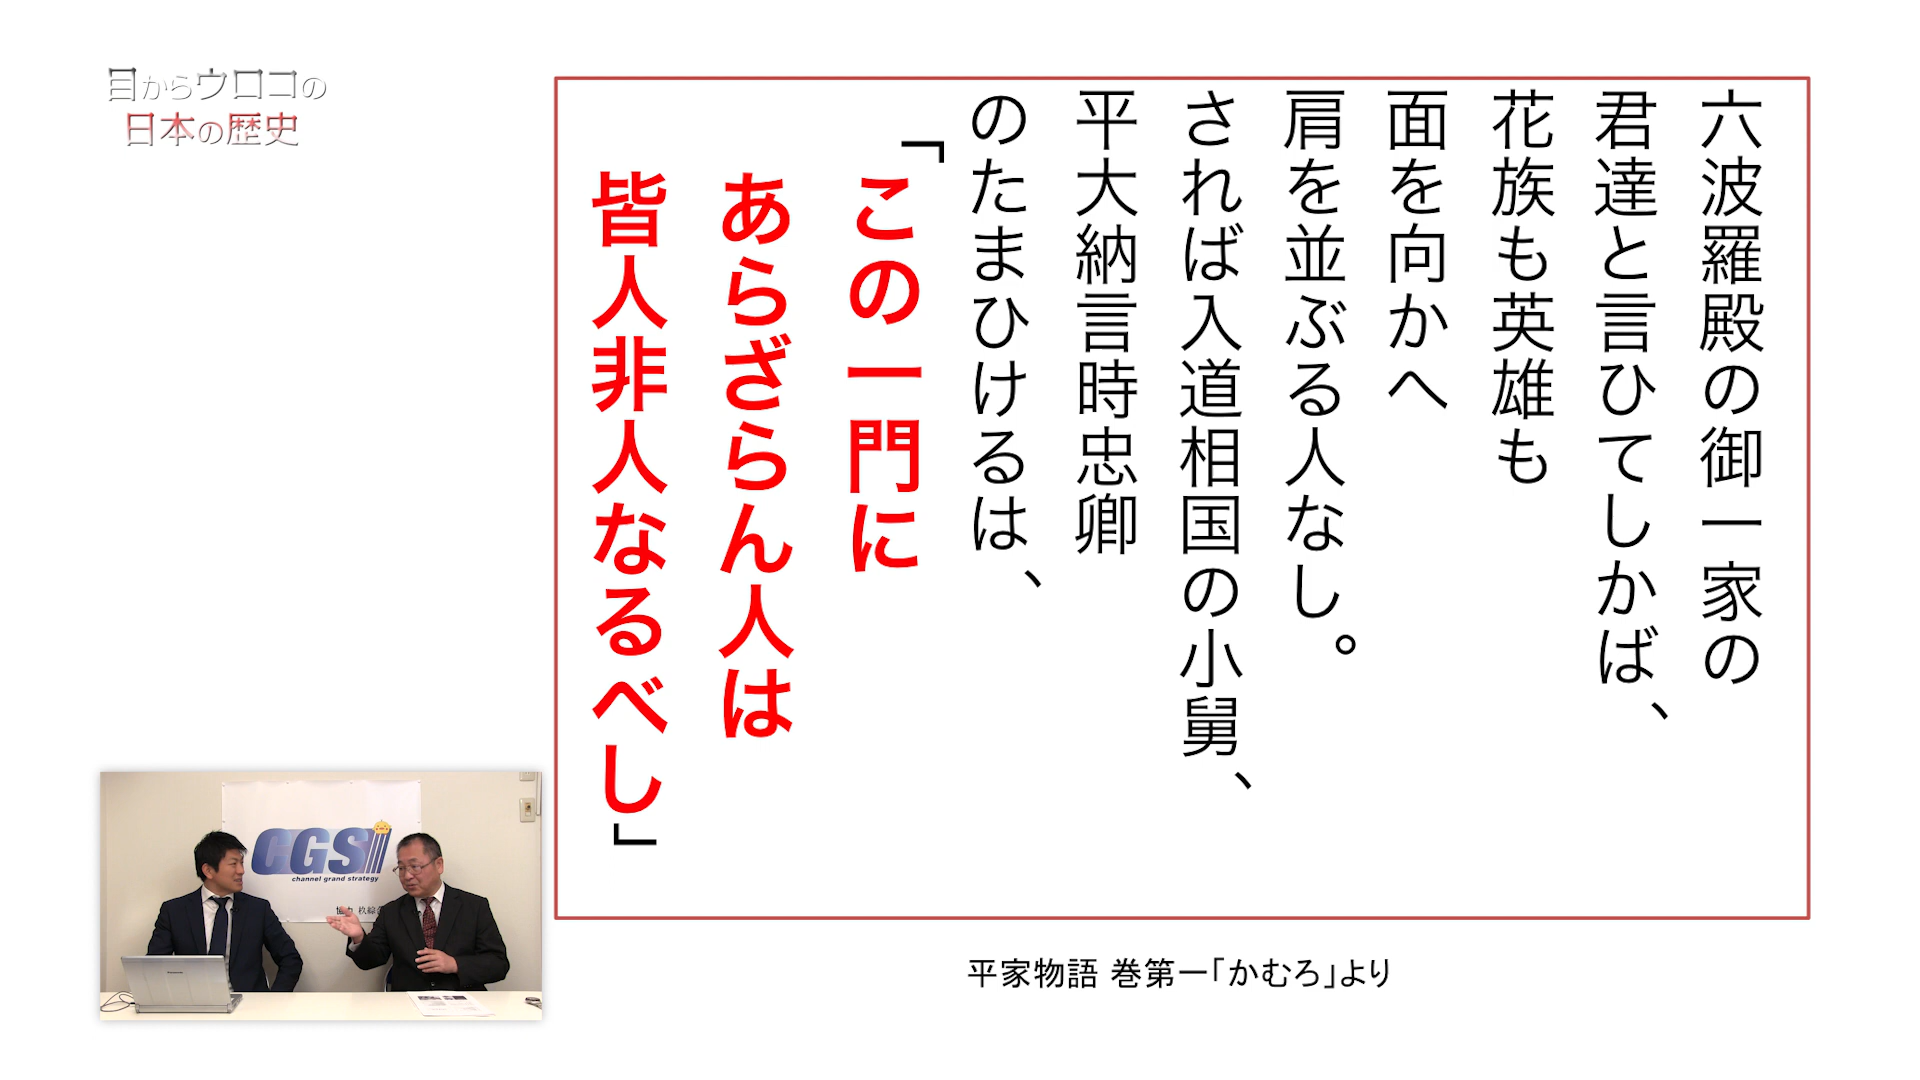 目からウロコの
日本の歴史
六波羅殿の御一家の
君達と言ひてしかば、
花族も英雄も
面を向かへ
肩を並ぶる人なし。
されば入道相国の小舅、
平大納言時忠卿
のたまひけるは、
「この一門に
あらざらん人は
皆人非人なるべし」
平家物語 巻第一「かむろ」より
CGS
channel grand strategy